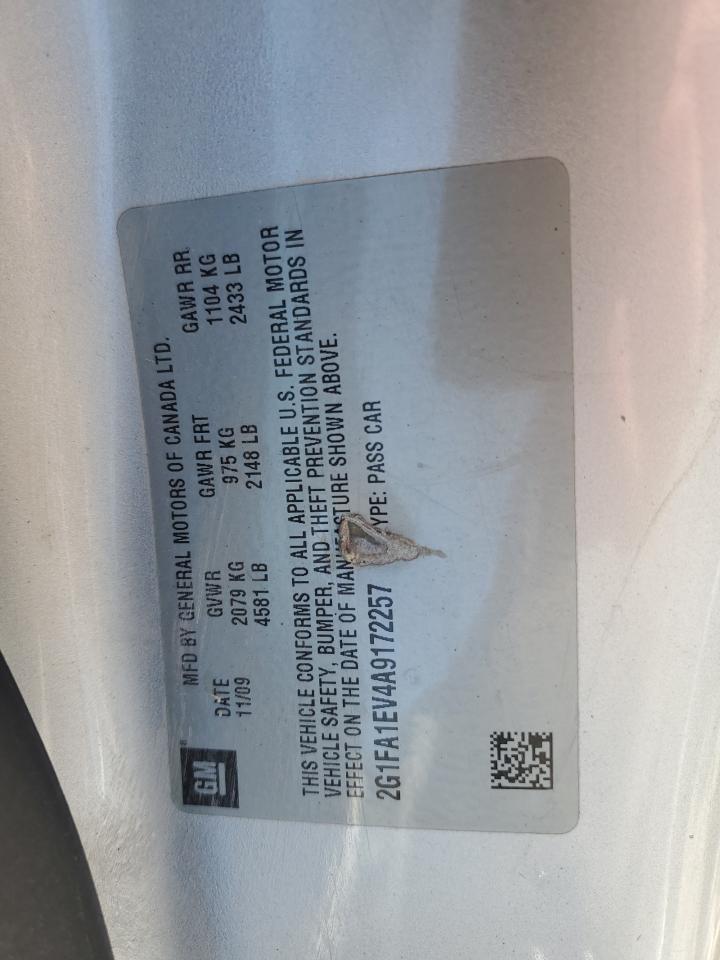 GM
MFD BY GENERAL MOTORS OF CANADA LTD.
DATE GVWR GAWR FRT GAWR RR
11/09 2079 KG 975 KG 1104 KG
4581 LB 2148 LB 2433 LB
THIS VEHICLE CONFORMS TO ALL APPLICABLE U.S. FEDERAL MOTOR
VEHICLE SAFETY, BUMPER, AND THEFT PREVENTION STANDARDS IN
EFFECT ON THE DATE OF MANUFACTURE SHOWN ABOVE.
2G1FA1EV4A9172257 YPE: PASS CAR